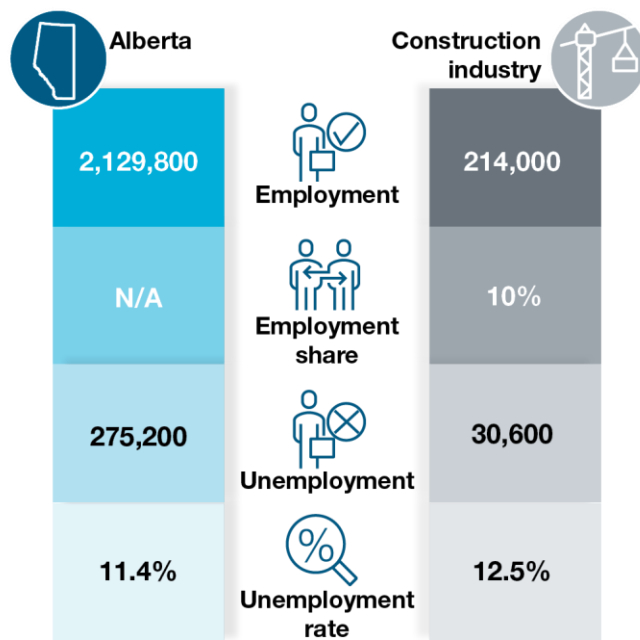 Alberta
Construction
industry
2,129,800
Employment
214,000
N/A
Employment
share
10%
275,200
Unemployment
30,600
11.4%
%
Unemployment
rate
12.5%